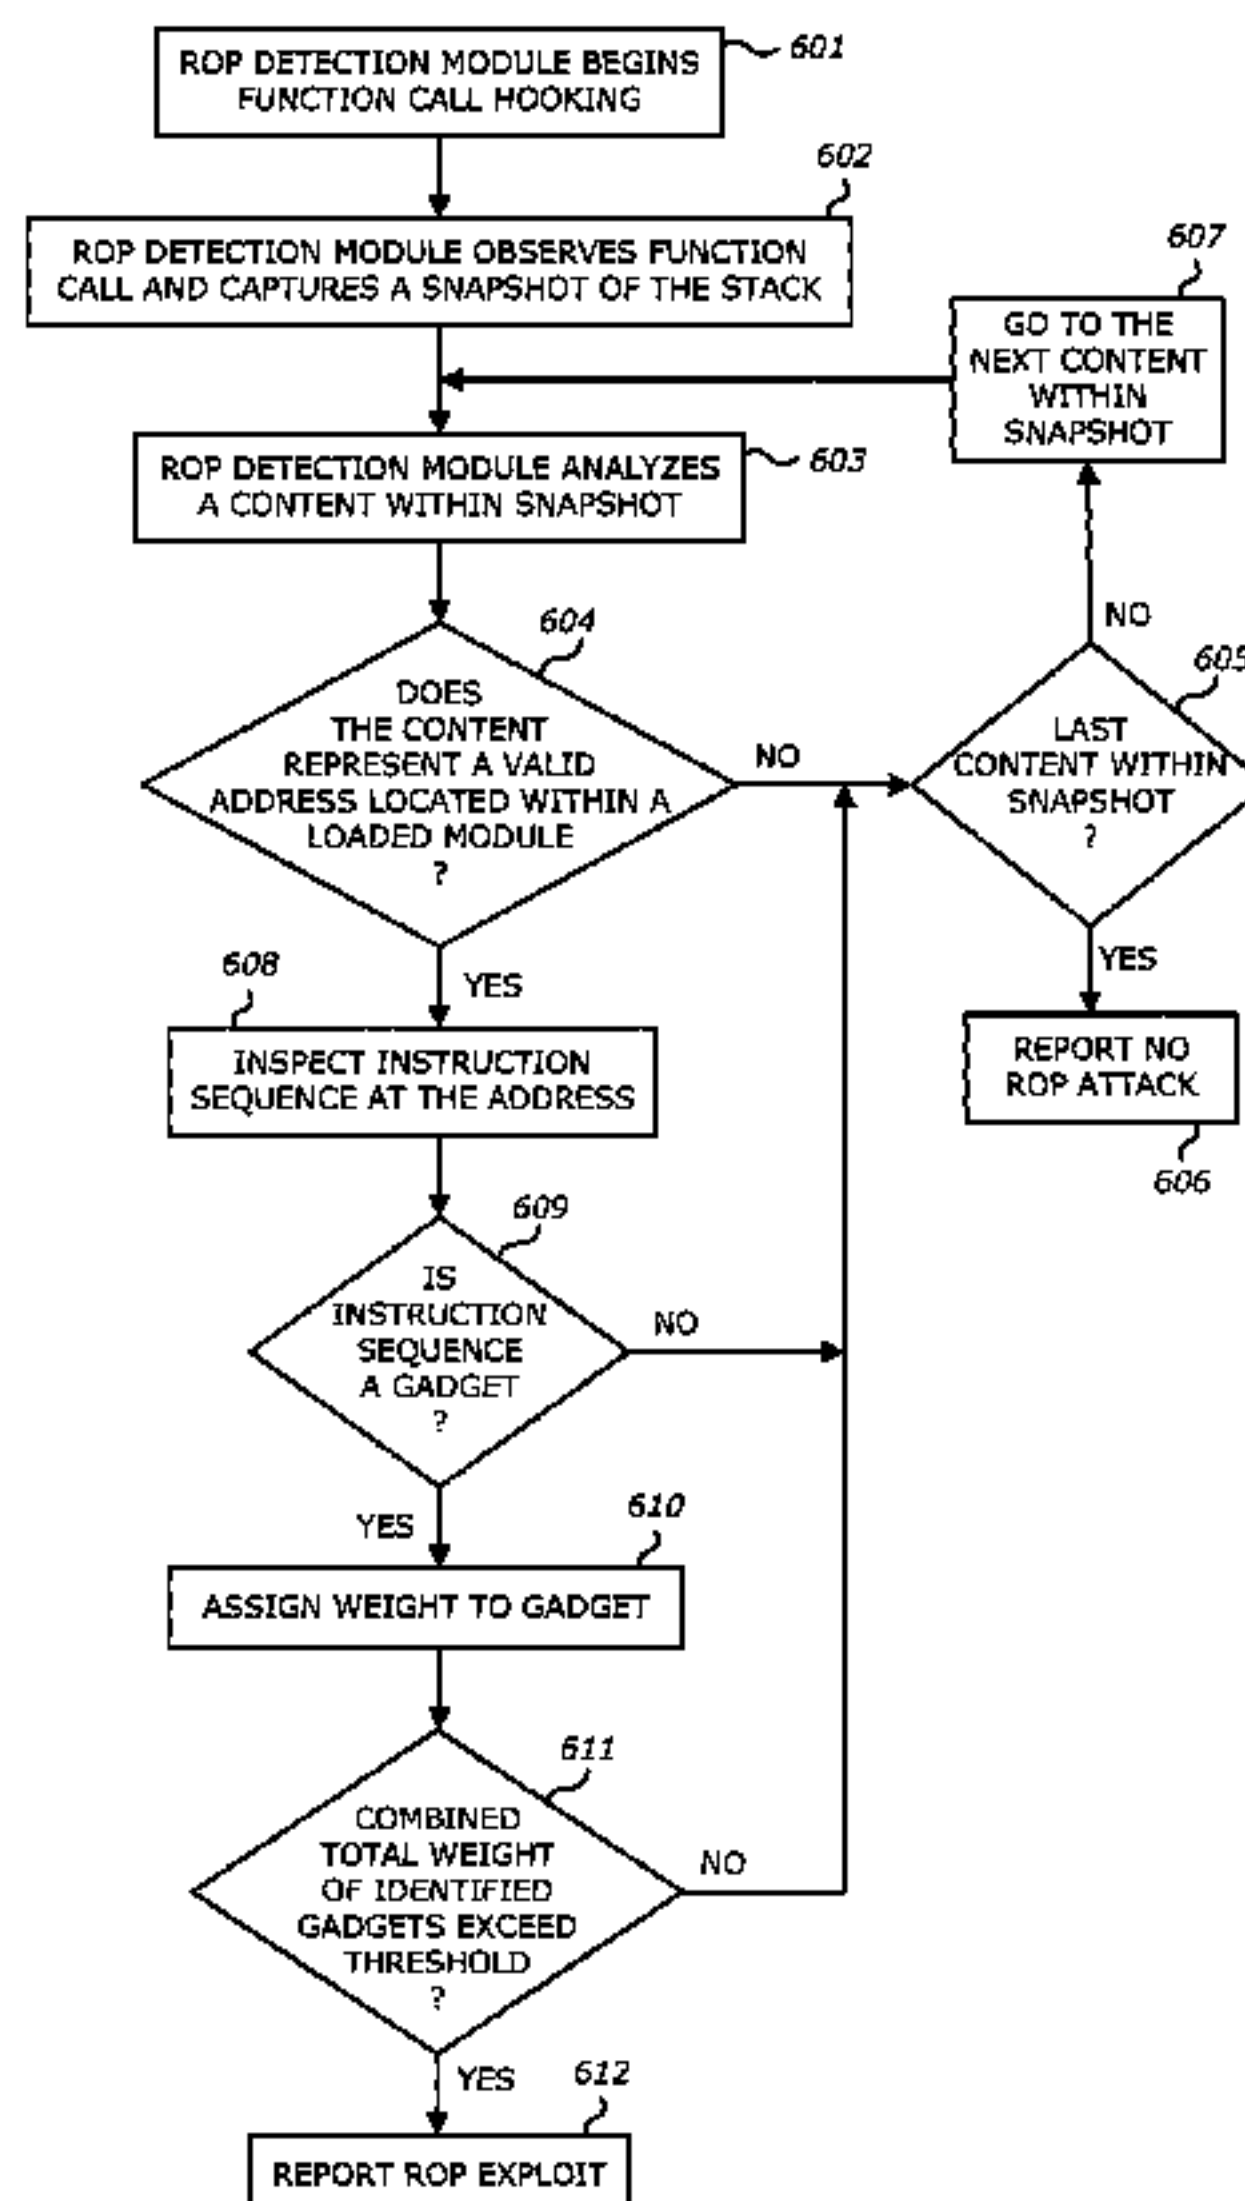 ROP DETECTION MODULE BEGINS
FUNCTION CALL HOOKING
601
602
ROP DETECTION MODULE OBSERVES FUNCTION
CALL AND CAPTURES A SNAPSHOT OF THE STACK
607
GO TO THE
NEXT CONTENT
WITHIN
SNAPSHOT
ROP DETECTION MODULE ANALYZES
A CONTENT WITHIN SNAPSHOT
603
604
DOES
THE CONTENT
REPRESENT A VALID
ADDRESS LOCATED WITHIN A
LOADED MODULE
?
NO
NO
605
LAST
CONTENT WITHIN
SNAPSHOT
?
YES
REPORT NO
ROP ATTACK
606
YES
608
INSPECT INSTRUCTION
SEQUENCE AT THE ADDRESS
609
IS
INSTRUCTION
SEQUENCE
A GADGET
?
NO
YES
610
ASSIGN WEIGHT TO GADGET
611
COMBINED
TOTAL WEIGHT
OF IDENTIFIED
GADGETS EXCEED
THRESHOLD
?
NO
YES
612
REPORT ROP EXPLOIT